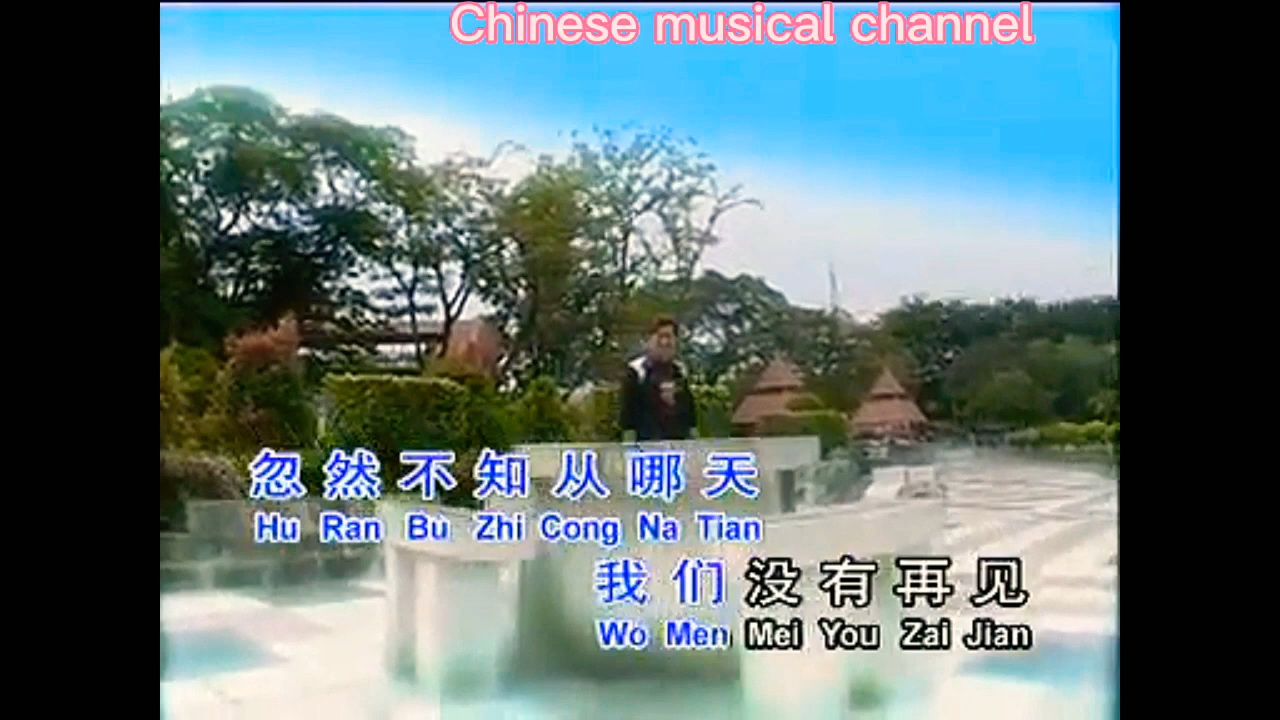 Chinese musical channel
忽然不知从哪天
Hu Ran Bu Zhi Cong Na Tian
我们没有再见
Wo Men Mei You Zai Jian